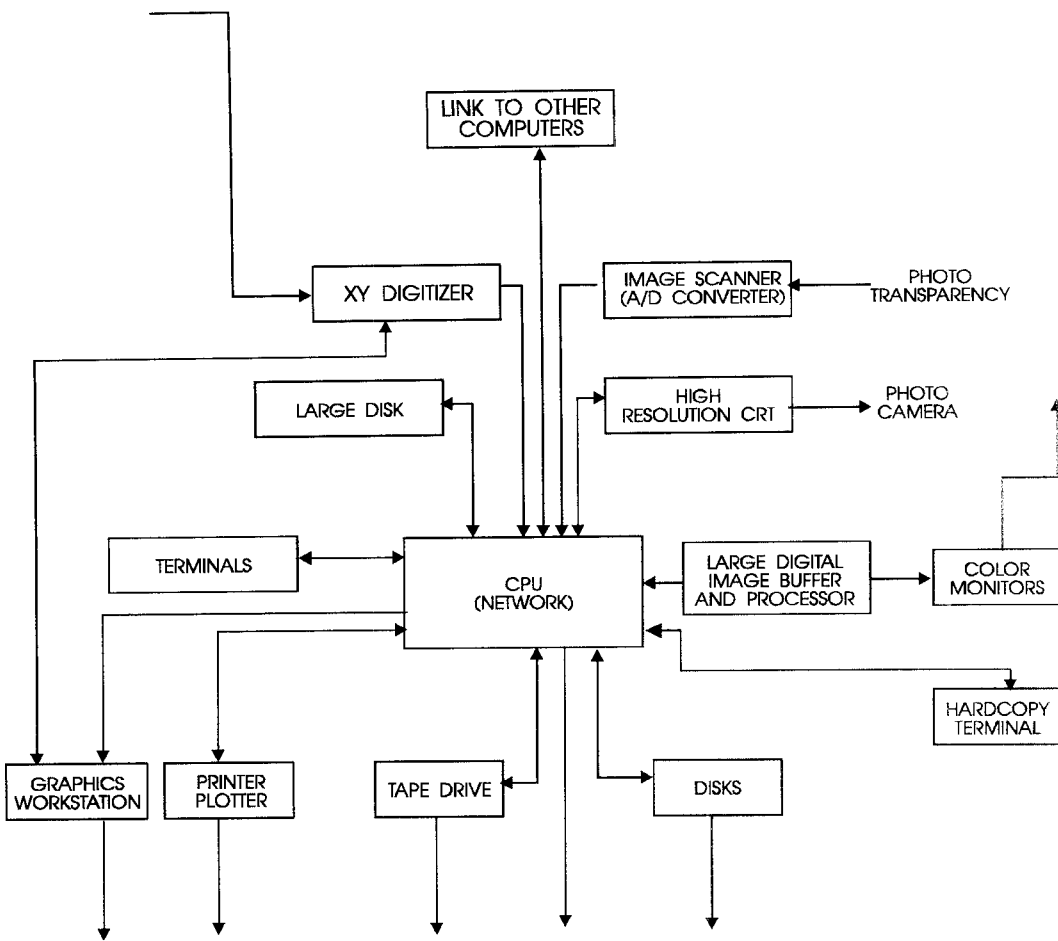 LINK TO OTHER
COMPUTERS
XY DIGITIZER
IMAGE SCANNER
(A/D CONVERTER)
PHOTO
TRANSPARENCY
LARGE DISK
HIGH
RESOLUTION CRT
PHOTO
CAMERA
TERMINALS
CPU
(NETWORK)
LARGE DIGITAL
IMAGE BUFFER
AND PROCESSOR
COLOR
MONITORS
HARDCOPY
TERMINAL
GRAPHICS
WORKSTATION
PRINTER
PLOTTER
TAPE DRIVE
DISKS